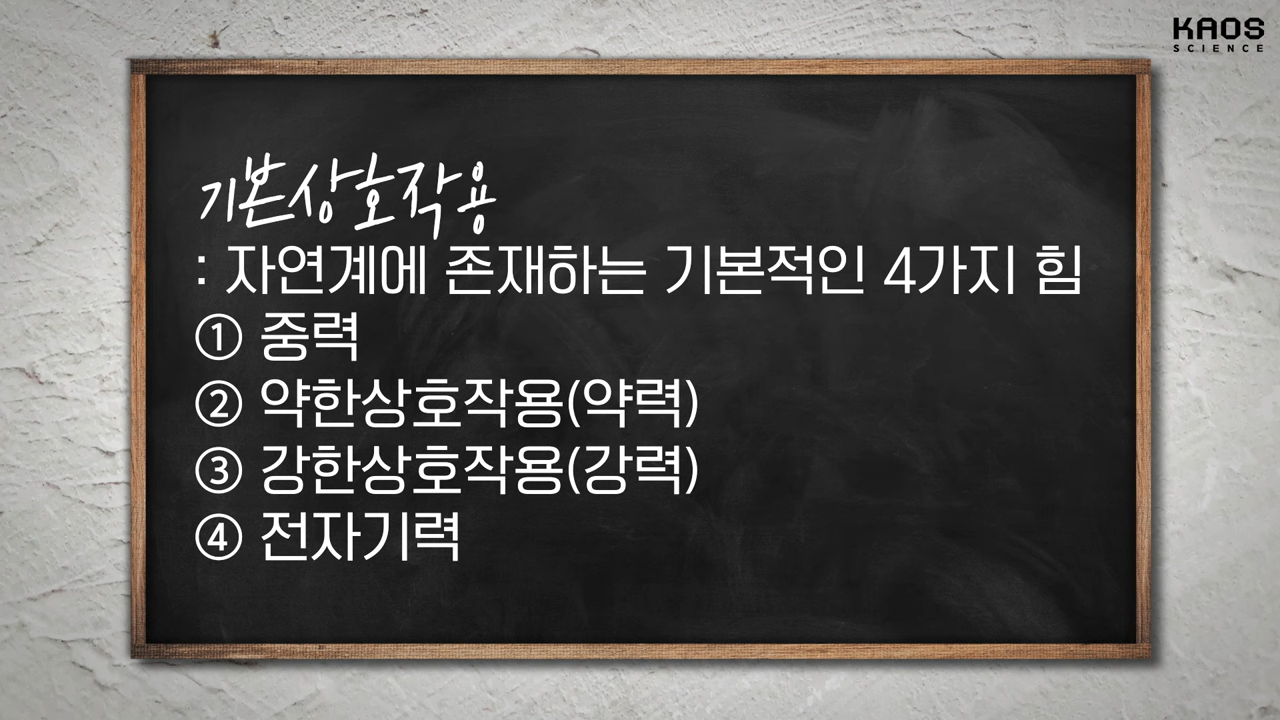 KAOS
SCIENCE
기본상호작용
: 자연계에 존재하는 기본적인 4가지 힘
① 중력
② 약한상호작용(약력)
③ 강한상호작용(강력)
④ 전자기력